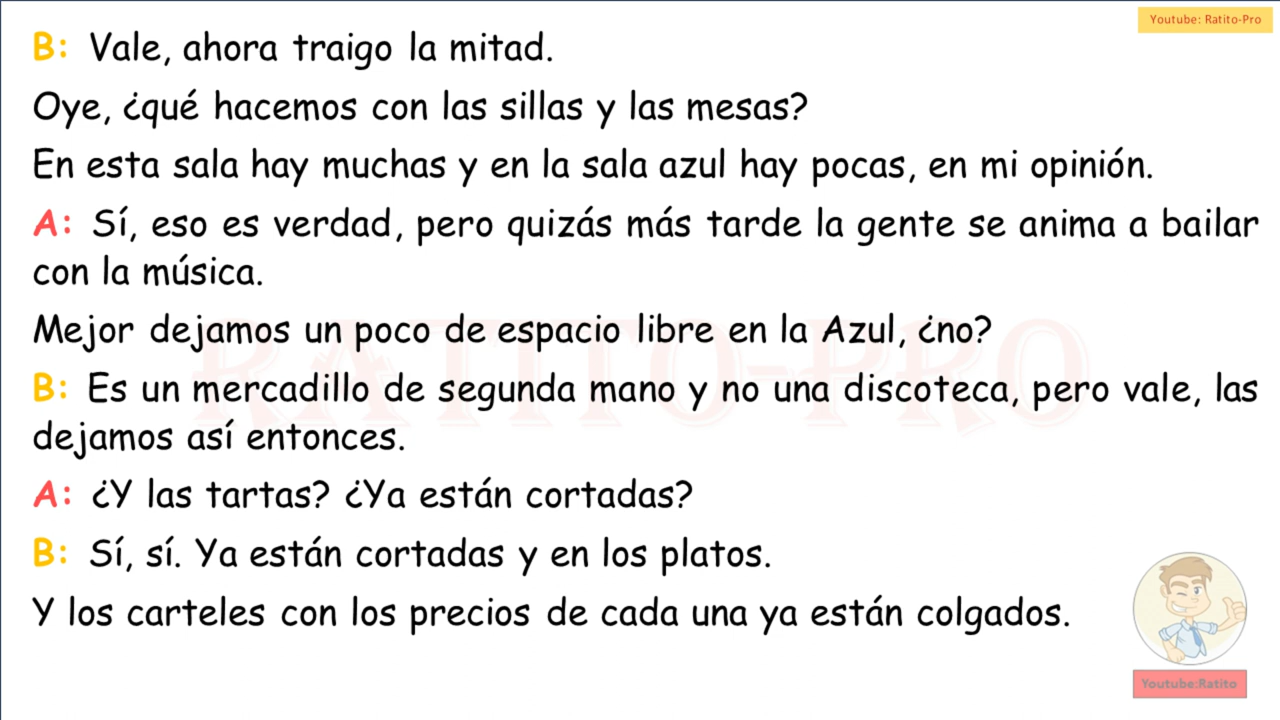 Youtube: Ratito-Pro
B: Vale, ahora traigo la mitad.
Oye, ¿qué hacemos con las sillas y las mesas?
En esta sala hay muchas y en la sala azul hay pocas, en mi opinión.
A: Sí, eso es verdad, pero quizás más tarde la gente se anima a bailar
con la música.
Mejor dejamos un poco de espacio libre en la Azul, ¿no?
RATITO-PRO
B: Es un mercadillo de segunda mano y no una discoteca, pero vale, las
dejamos así entonces.
A: ¿Y las tartas? ¿Ya están cortadas?
B: Sí, sí. Ya están cortadas y en los platos.
Y los carteles con los precios de cada una ya están colgados.
Youtube:Ratito